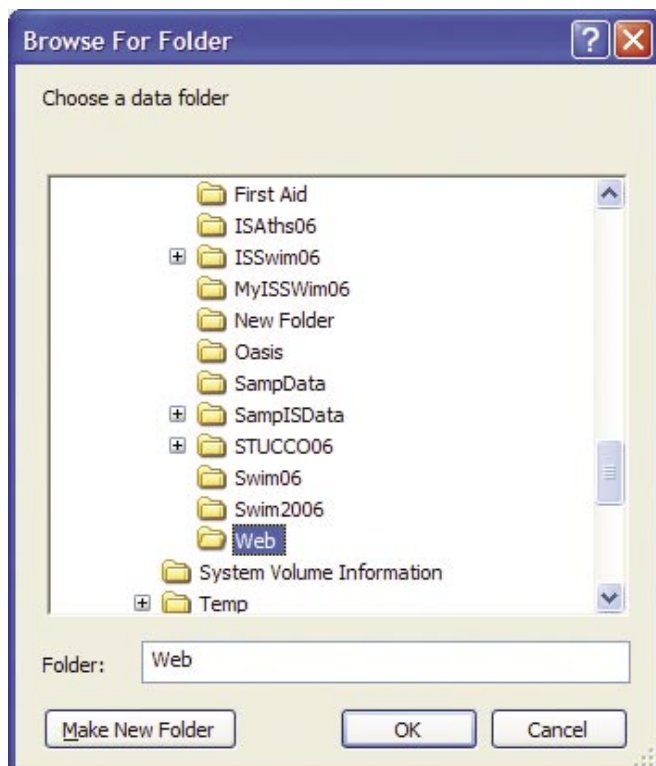 Browse For Folder
Choose a data folder
First Aid
ISAths06
ISSwim06
MyISSWim06
New Folder
Oasis
SampData
SampISData
STUCCO06
Swim06
Swim2006
Web
System Volume Information
Temp
Folder: Web
Make New Folder OK Cancel